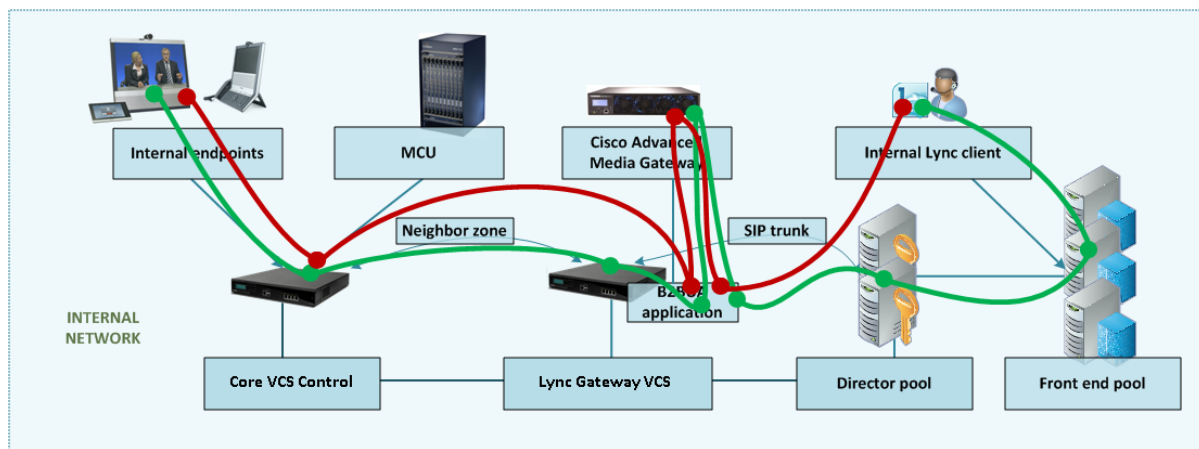 Internal endpoints
MCU
Cisco Advanced
Media Gateway
Internal Lync client
Neighbor zone
SIP trunk
B2BUA
application
INTERNAL
NETWORK
Core VCS Control
Lync Gateway VCS
Director pool
Front end pool